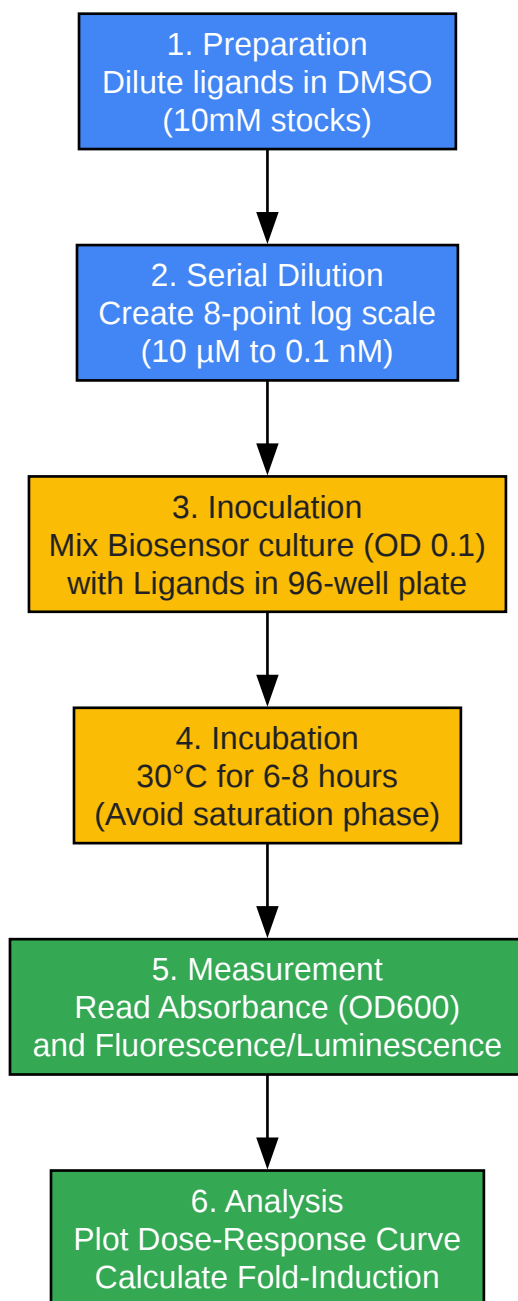 1. Preparation
Dilute ligands in DMSO
(10mM stocks)
2. Serial Dilution
Create 8-point log scale
(10 µM to 0.1 nM)
3. Inoculation
Mix Biosensor culture (OD 0.1)
with Ligands in 96-well plate
4. Incubation
30°C for 6-8 hours
(Avoid saturation phase)
5. Measurement
Read Absorbance (OD600)
and Fluorescence/Luminescence
6. Analysis
Plot Dose-Response Curve
Calculate Fold-Induction